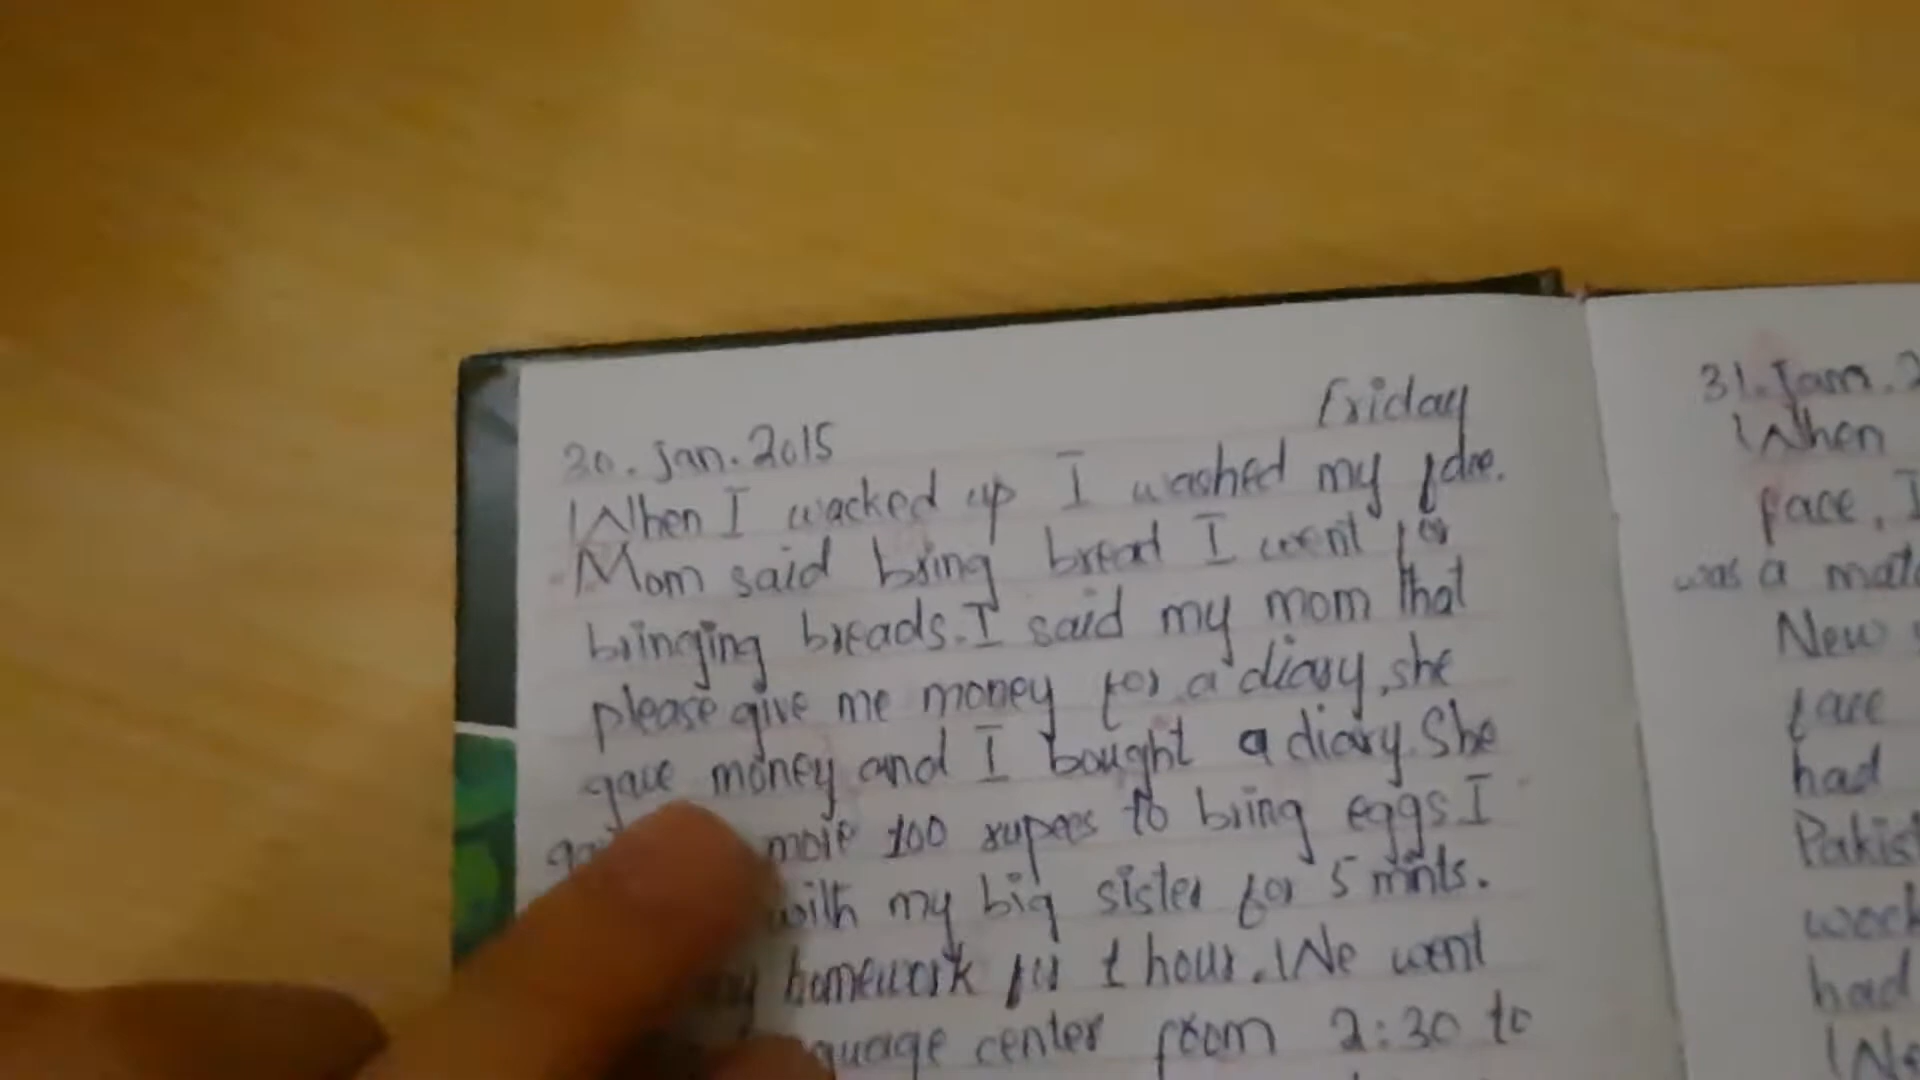 Friday
30.Jan.2015
When I wacked up I washed my face.
Mom said bring bread I went for
bringing breads.I said my mom that
please give me money for a diary,she
gave money and I bought a diary.She
more 100 rupees to bring eggs.I
with my big sister for 5 mints.
my homework for 1 hour.We went
center from 2:30 to
31.Jan.2
When
face, I
was a
New
face
had
had